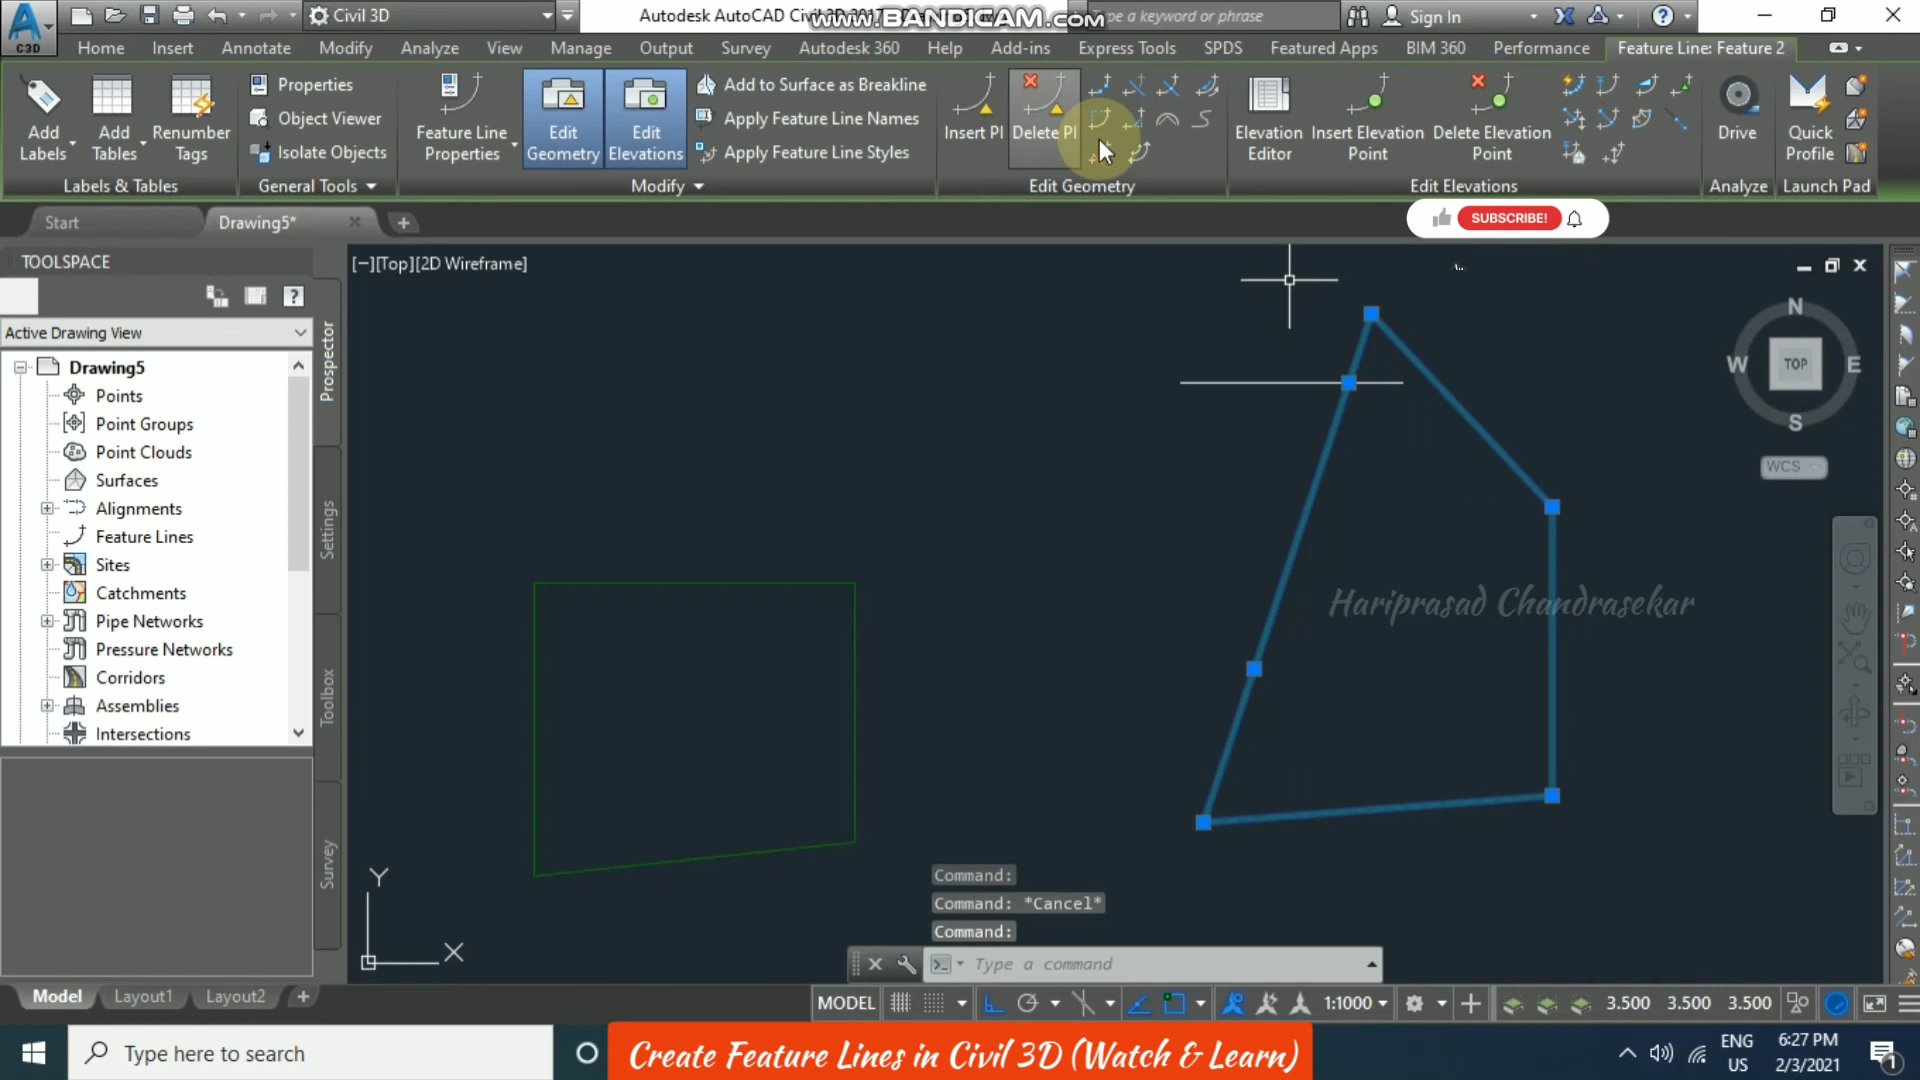 Civil 3D
Autodesk AutoCAD Civil 3D
www.BANDICAM.com
Type a keyword or phrase
Sign In
C3D
Home Insert Annotate Modify Analyze View Manage Output Survey Autodesk 360 Help Add-ins Express Tools SPDS Featured Apps BIM 360 Performance Feature Line: Feature 2
Add Labels
Add Tables
Renumber Tags
Labels & Tables
Properties
Object Viewer
Isolate Objects
General Tools
Feature Line Properties
Edit Geometry
Edit Elevations
Add to Surface as Breakline
Apply Feature Line Names
Apply Feature Line Styles
Modify
Insert PI
Delete PI
Edit Geometry
Elevation Editor
Insert Elevation Point
Delete Elevation Point
Edit Elevations
Drive
Analyze
Quick Profile
Launch Pad
Start
Drawing5*
SUBSCRIBE!
TOOLSPACE
[−][Top][2D Wireframe]
Active Drawing View
Drawing5
Points
Point Groups
Point Clouds
Surfaces
Alignments
Feature Lines
Sites
Catchments
Pipe Networks
Pressure Networks
Corridors
Assemblies
Intersections
Prospector
Settings
Toolbox
Survey
N
W
TOP
E
S
WCS
Hariprasad Chandrasekar
Y
X
Command:
Command: *Cancel*
Command:
Type a command
Model Layout1 Layout2
MODEL
1:1000
3.500 3.500 3.500
Type here to search
Create Feature Lines in Civil 3D (Watch & Learn)
ENG
US
6:27 PM
2/3/2021
1